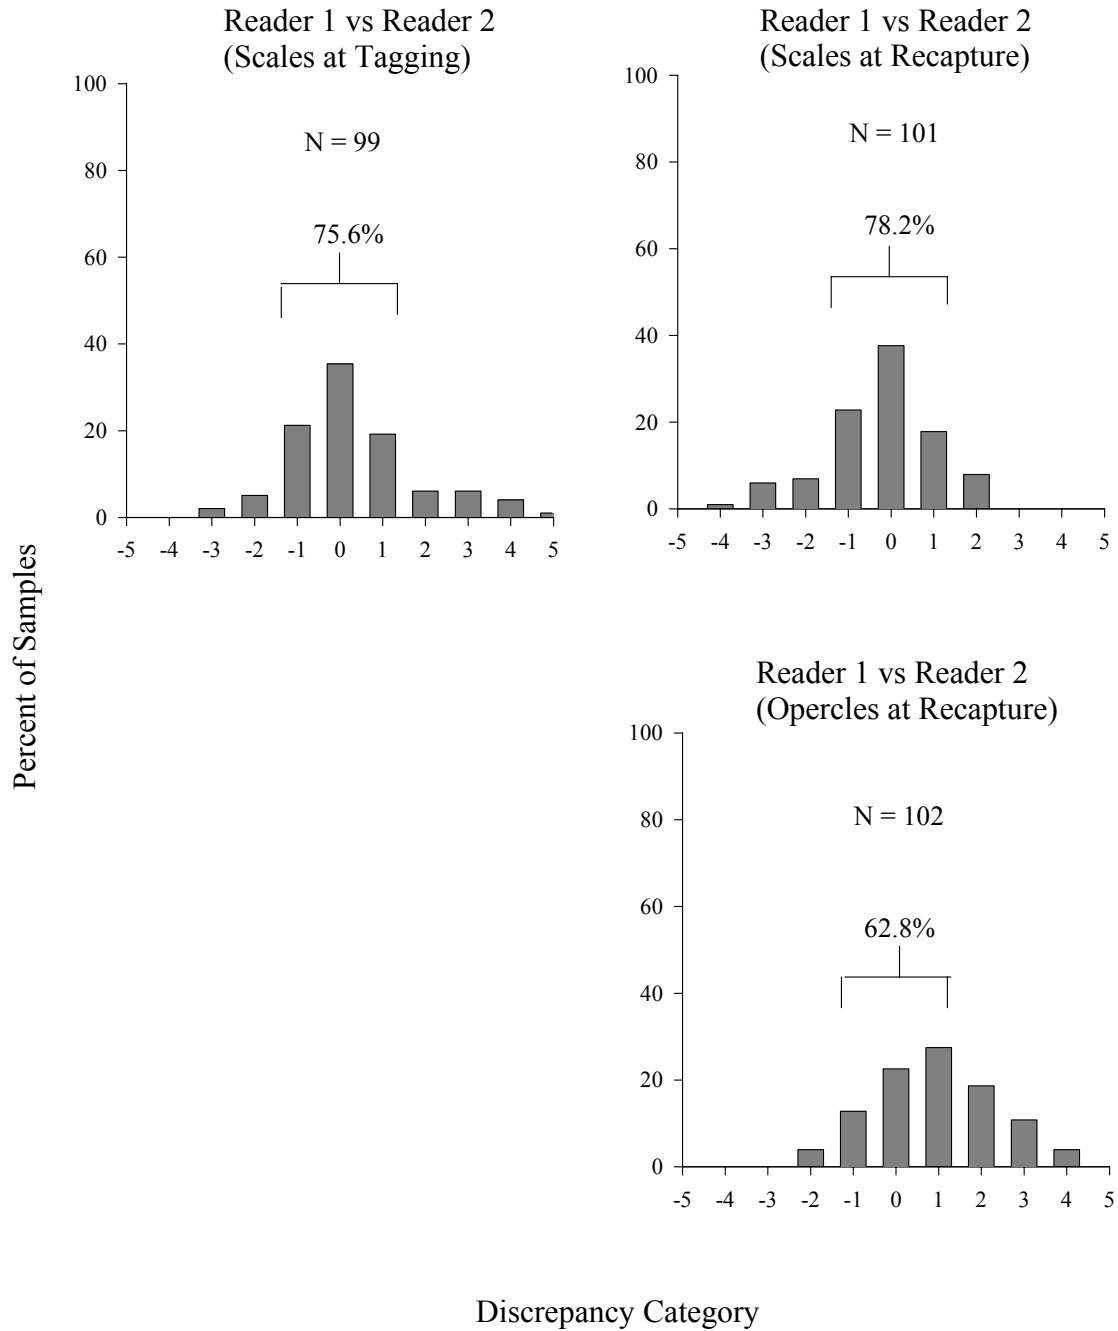 Reader 1 vs Reader 2
(Scales at Tagging)
100
80
60
40
20
0
N = 99
75.6%
-5 -4 -3 -2 -1 0 1 2 3 4 5
Reader 1 vs Reader 2
(Scales at Recapture)
100
80
60
40
20
0
N = 101
78.2%
-5 -4 -3 -2 -1 0 1 2 3 4 5
Percent of Samples
Reader 1 vs Reader 2
(Opercles at Recapture)
100
80
60
40
20
0
N = 102
62.8%
-5 -4 -3 -2 -1 0 1 2 3 4 5
Discrepancy Category